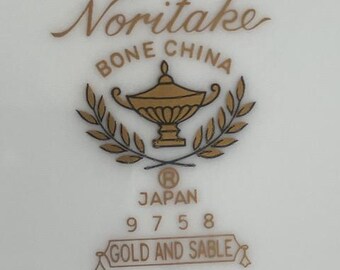 Noritake
BONE CHINA
®
JAPAN
9758
GOLD AND SABLE